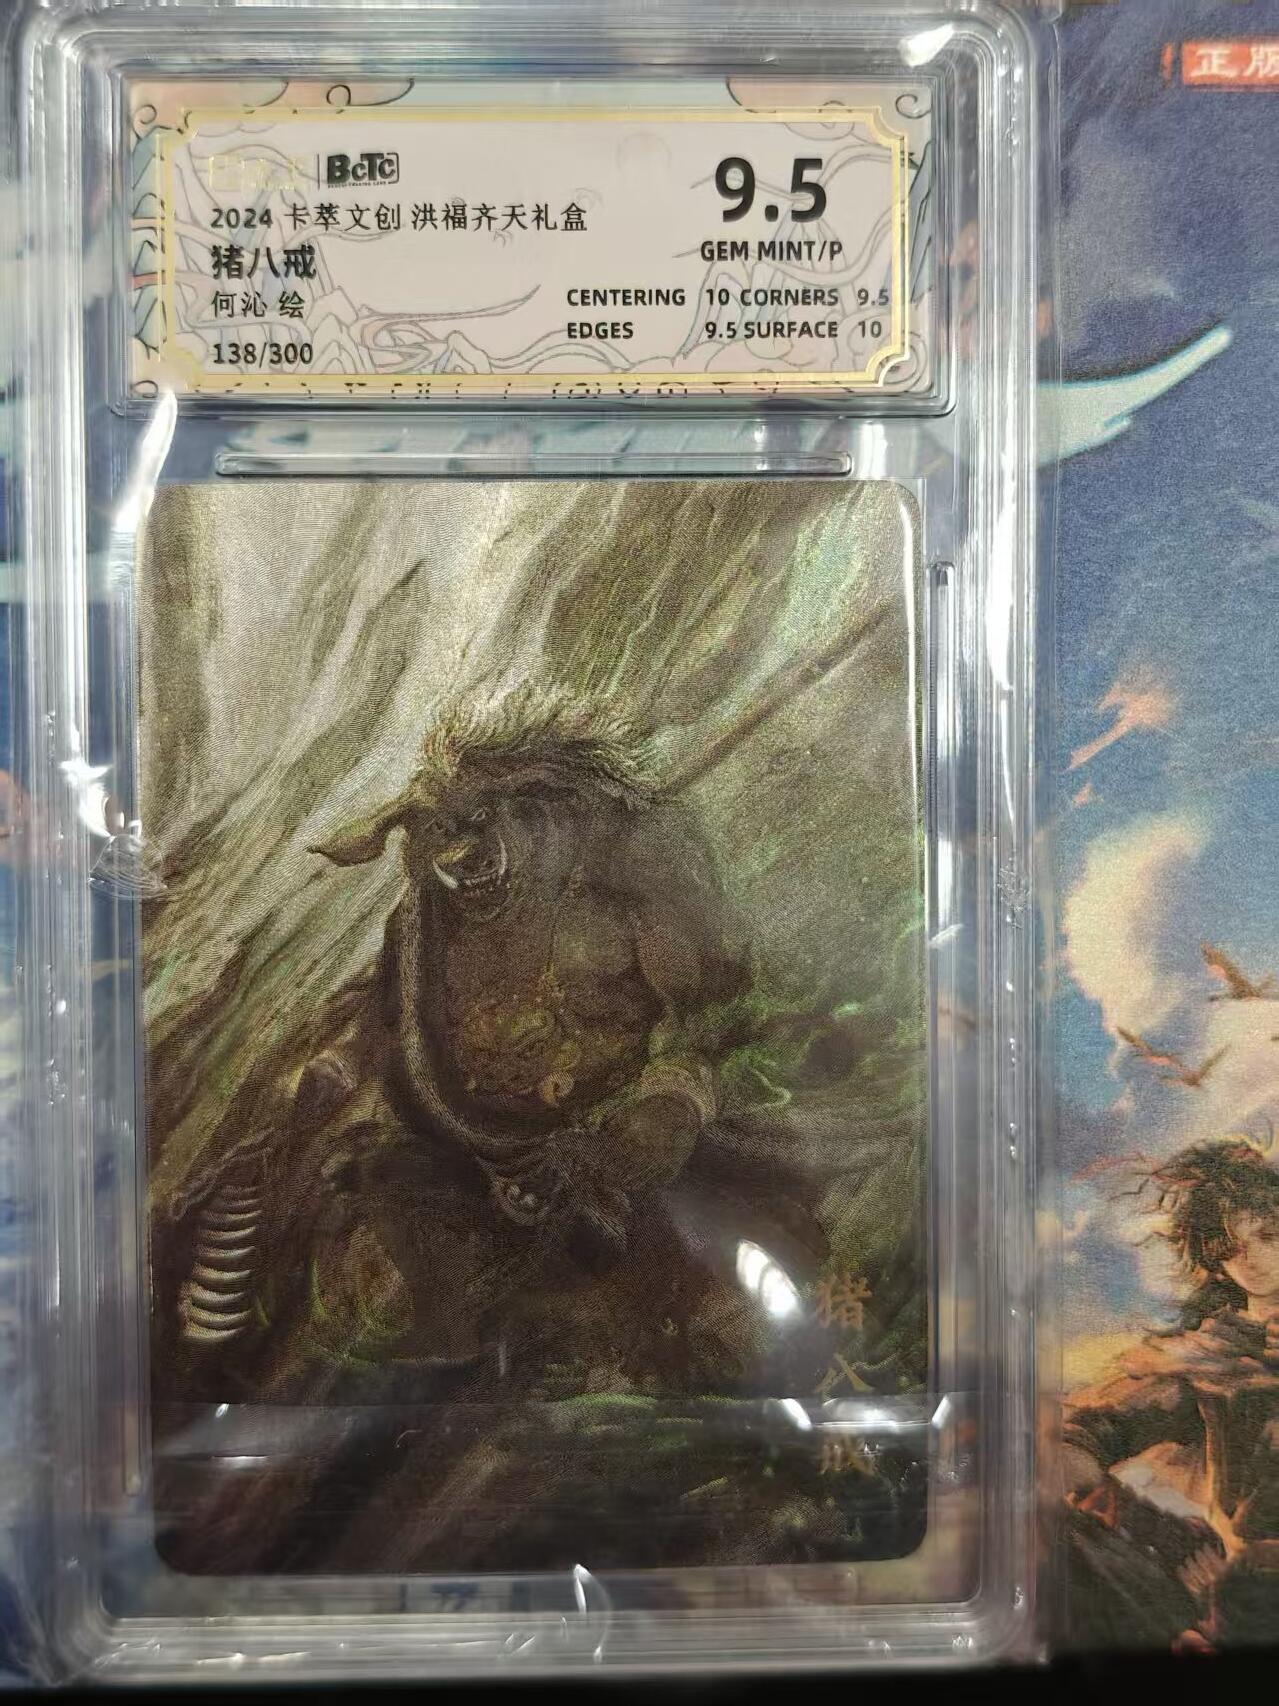 正版
BcTc
2024 卡萃文创 洪福齐天礼盒
猪八戒
何沁 绘
138/300
9.5
GEM MINT/P
CENTERING 10 CORNERS 9.5
EDGES 9.5 SURFACE 10
猪八戒